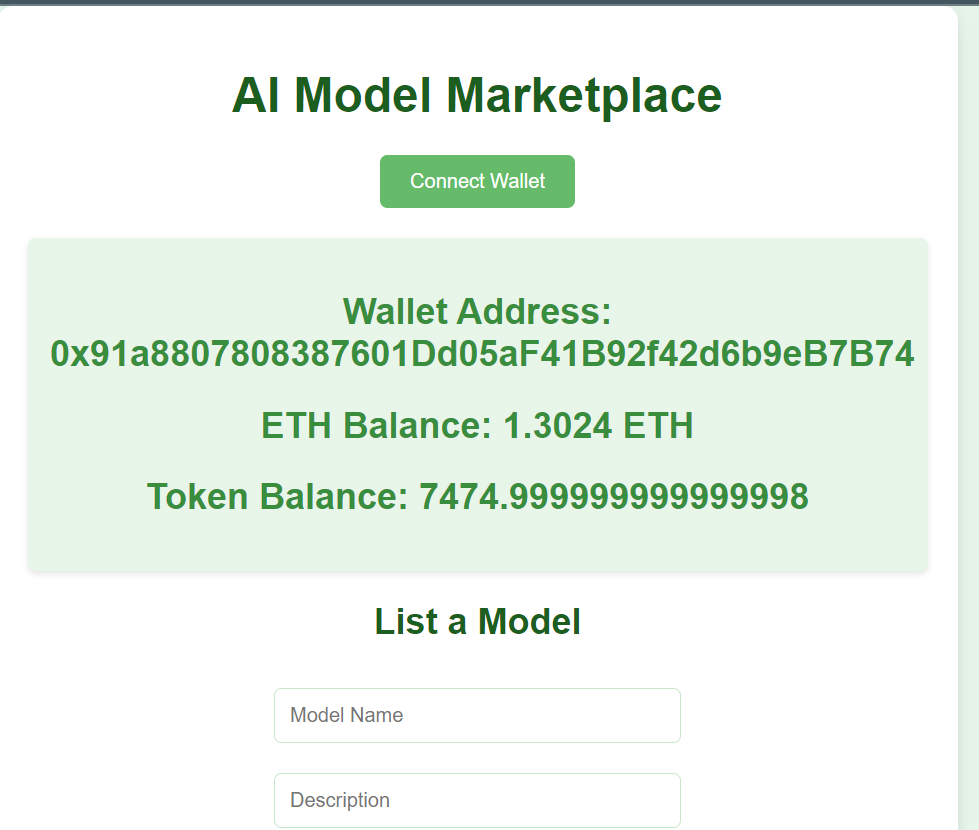 AI Model Marketplace
Connect Wallet
Wallet Address:
0x91a8807808387601Dd05aF41B92f42d6b9eB7B74
ETH Balance: 1.3024 ETH
Token Balance: 7474.999999999999998
List a Model
Model Name
Description